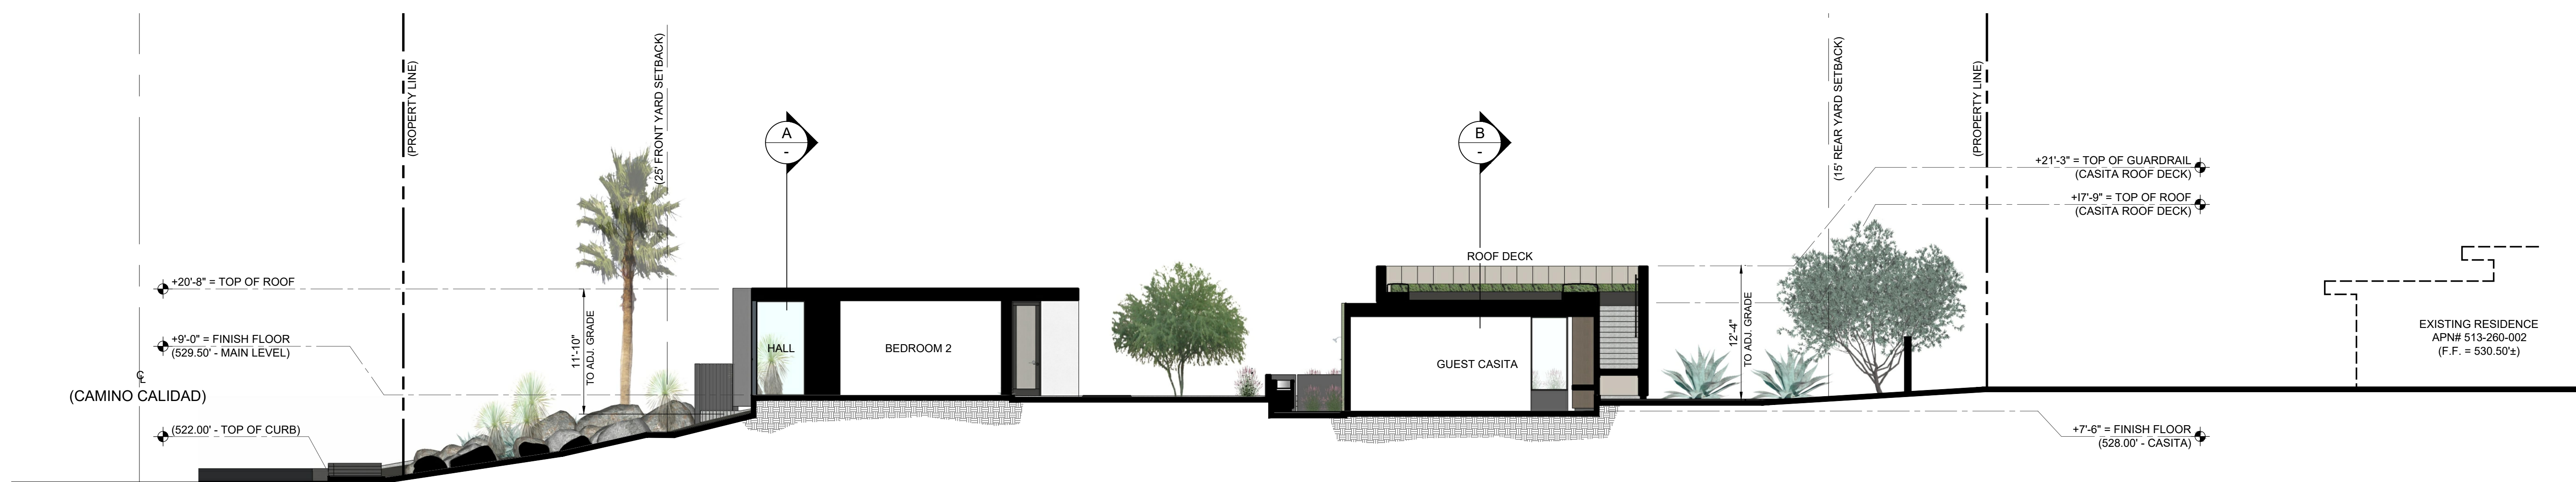 (PROPERTY LINE)
(25' FRONT YARD SETBACK)
A
-
B
-
(15' REAR YARD SETBACK)
(PROPERTY LINE)
+21'-3" = TOP OF GUARDRAIL
(CASITA ROOF DECK)
+I7'-9" = TOP OF ROOF
(CASITA ROOF DECK)
ROOF DECK
+20'-8" = TOP OF ROOF
11'-10"
TO ADJ. GRADE
12'-4"
TO ADJ. GRADE
+9'-0" = FINISH FLOOR
(529.50' - MAIN LEVEL)
HALL
BEDROOM 2
GUEST CASITA
EXISTING RESIDENCE
APN# 513-260-002
(F.F. = 530.50'±)
℄
(CAMINO CALIDAD)
(522.00' - TOP OF CURB)
+7'-6" = FINISH FLOOR
(528.00' - CASITA)